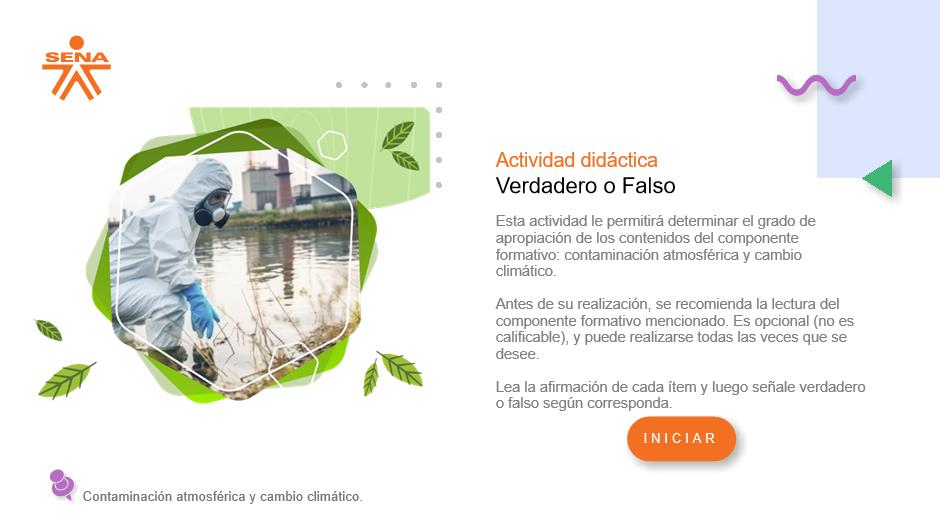 SENA
Actividad didáctica
Verdadero o Falso
Esta actividad le permitirá determinar el grado de
apropiación de los contenidos del componente
formativo: contaminación atmosférica y cambio
climático.
Antes de su realización, se recomienda la lectura del
componente formativo mencionado. Es opcional (no es
calificable), y puede realizarse todas las veces que se
desee.
Lea la afirmación de cada ítem y luego señale verdadero
o falso según corresponda.
INICIAR
Contaminación atmosférica y cambio climático.